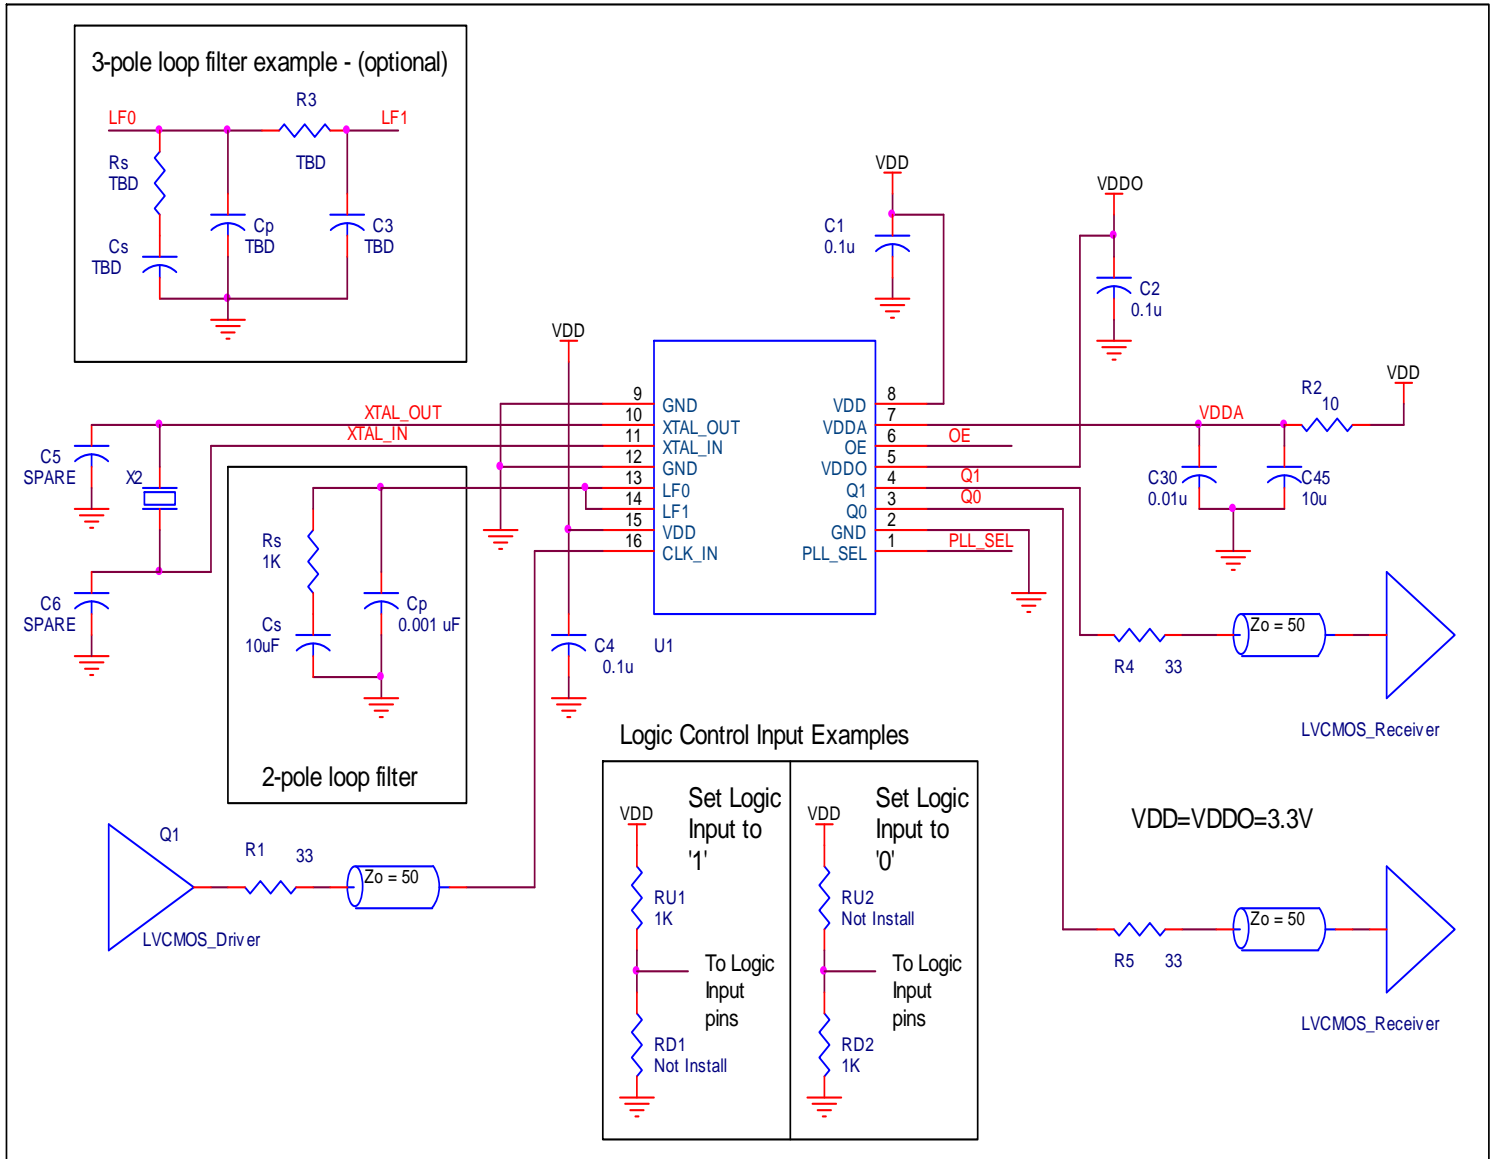 3-pole loop filter example - (optional)
R3
LF0
LF1
Rs
TBD
TBD
Cp
TBD
C3
TBD
Cs
TBD
VDD
C1
0.1u
VDDO
C2
0.1u
VDD
VDD
R2
10
VDDA
C30
0.01u
C45
10u
XTAL_OUT
XTAL_IN
C5
SPARE
X2
C6
SPARE
9
10
11
12
13
14
15
16
GND
XTAL_OUT
XTAL_IN
GND
LF0
LF1
VDD
CLK_IN
VDD
VDDA
OE
VDDO
Q1
Q0
GND
PLL_SEL
8
7
6
5
4
3
2
1
OE
Q1
Q0
PLL_SEL
U1
Rs
1K
Cs
10uF
Cp
0.001 uF
2-pole loop filter
C4
0.1u
R4
33
Zo = 50
LVCMOS_Receiver
Logic Control Input Examples
VDD
Set Logic
Input to
'1'
RU1
1K
To Logic
Input
pins
RD1
Not Install
VDD
Set Logic
Input to
'0'
RU2
Not Install
To Logic
Input
pins
RD2
1K
VDD=VDDO=3.3V
Q1
R1
33
Zo = 50
LVCMOS_Driver
R5
33
Zo = 50
LVCMOS_Receiver